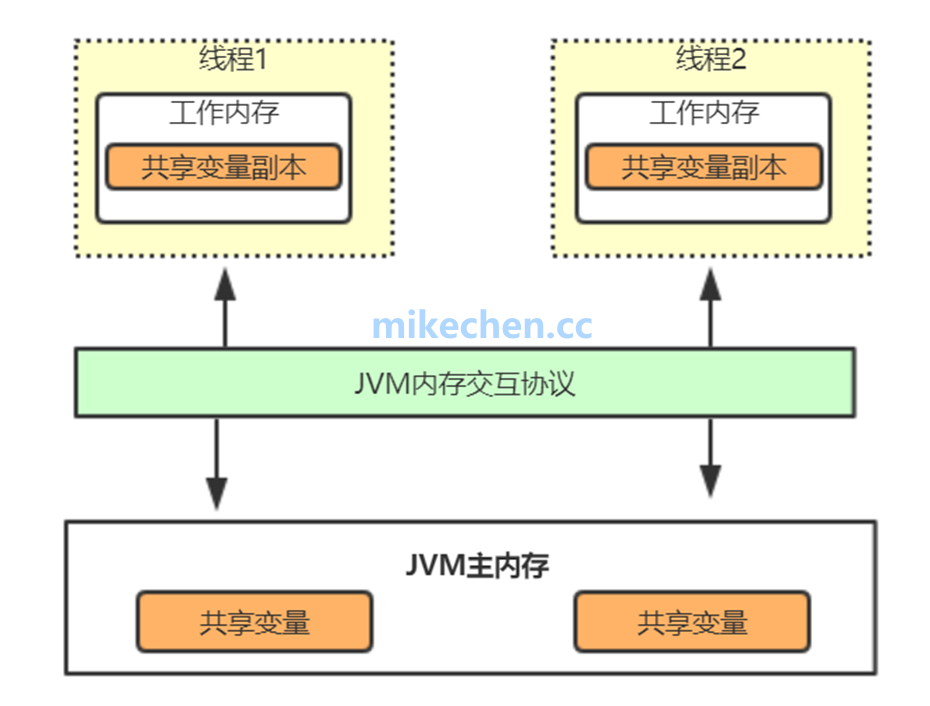 线程1
线程2
工作内存
工作内存
共享变量副本
共享变量副本
mikechen.cc
JVM内存交互协议
JVM主内存
共享变量
共享变量